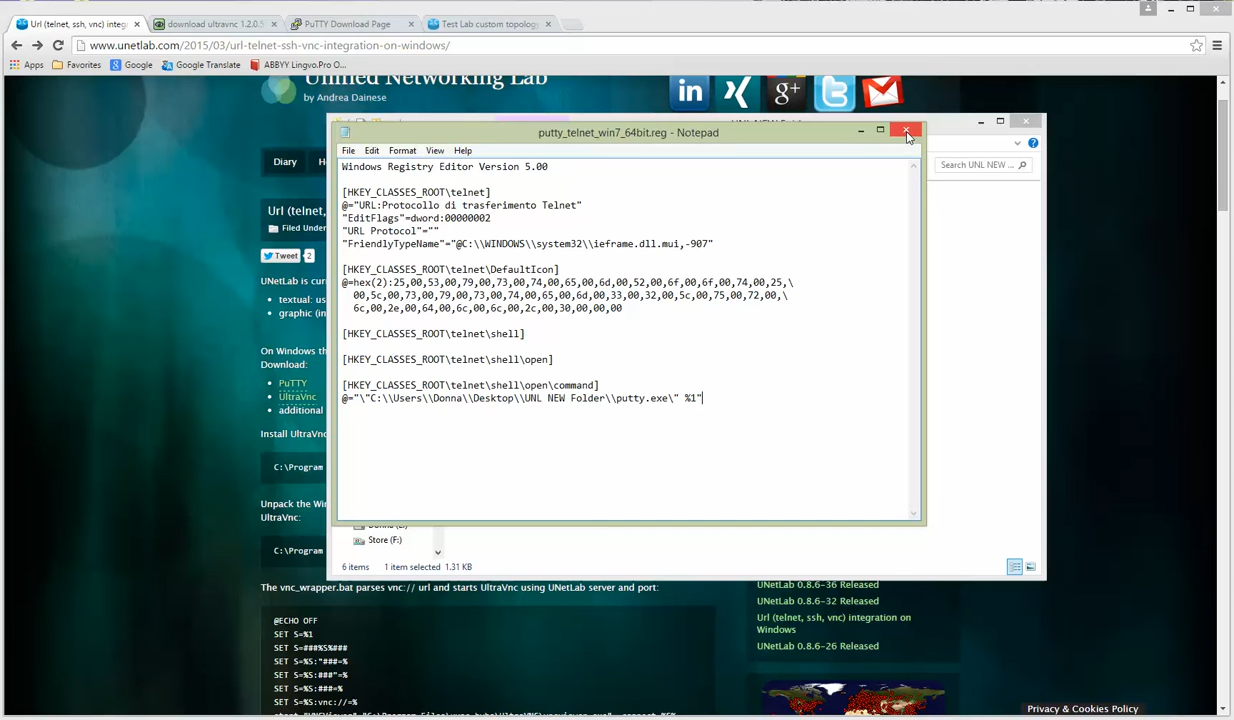 Url (telnet, ssh, vnc) integ
download ultravnc 1.2.0.5
PuTTY Download Page
Test Lab custom topology
www.unetlab.com/2015/03/url-telnet-ssh-vnc-integration-on-windows/
Apps
Favorites
Google
Google Translate
ABBYY Lingvo.Pro O...
Unified Networking Lab
by Andrea Dainese
in
g+
putty_telnet_win7_64bit.reg - Notepad
File Edit View Help
Search UNL NEW ...
Diary
Windows Registry Editor Version 5.00
[HKEY_CLASSES_ROOT\telnet]
@="URL:Protocollo di trasferimento Telnet"
"EditFlags"=dword:00000002
"URL Protocol"=""
"FriendlyTypeName"="@C:\\WINDOWS\\system32\\ieframe.dll.mui,-907"
[HKEY_CLASSES_ROOT\telnet\DefaultIcon]
@=hex(2):25,00,53,00,79,00,73,00,74,00,65,00,6d,00,52,00,6f,00,6f,00,74,00,25,\
00,5c,00,73,00,79,00,73,00,74,00,65,00,6d,00,33,00,32,00,5c,00,75,00,72,00,\
6c,00,2e,00,64,00,6c,00,6c,00,2c,00,30,00,00,00
[HKEY_CLASSES_ROOT\telnet\shell]
[HKEY_CLASSES_ROOT\telnet\shell\open]
[HKEY_CLASSES_ROOT\telnet\shell\open\command]
@="\"C:\\Users\\Donna\\Desktop\\UNL NEW Folder\\putty.exe\" %1"
Url (telnet,
Filed Under
Tweet 2
UNetLab is cur
textual: us
graphic (in
On Windows th
Download:
PuTTY
UltraVnc
additional
Install UltraVn
C:\Program
Unpack the Win
UltraVnc:
C:\Program
Store (F:)
6 items 1 item selected 1,31 KB
The vnc_wrapper.bat parses vnc:// url and starts UltraVnc using UNetLab server and port:
@ECHO OFF
SET S=%1
SET S=###%S%###
SET S=%S:"###=%
SET S=%S:###"=%
SET S=%S:###=%
SET S=%S:vnc://=%
UNetLab 0.8.6-36 Released
UNetLab 0.8.6-32 Released
Url (telnet, ssh, vnc) integration on
Windows
UNetLab 0.8.6-26 Released
Privacy & Cookies Policy